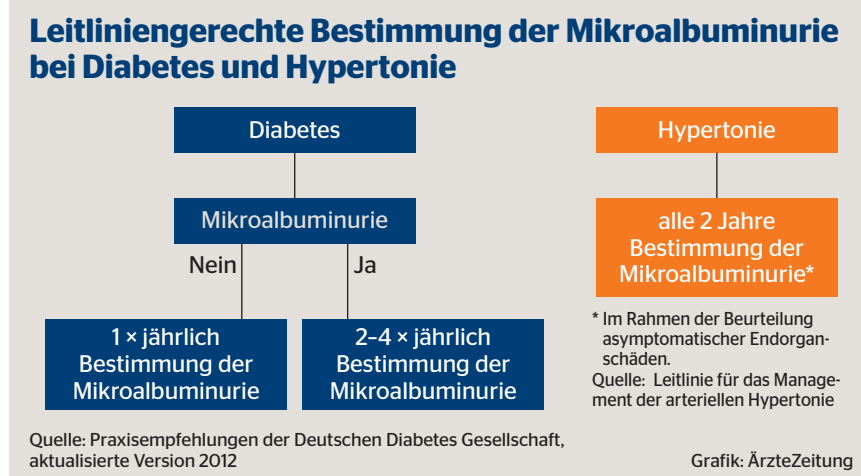 Leitliniengerechte Bestimmung der Mikroalbuminurie
bei Diabetes und Hypertonie
Diabetes
Mikroalbuminurie
Nein
Ja
1 × jährlich
Bestimmung der
Mikroalbuminurie
2–4 × jährlich
Bestimmung der
Mikroalbuminurie
Quelle: Praxisempfehlungen der Deutschen Diabetes Gesellschaft,
aktualisierte Version 2012
Hypertonie
alle 2 Jahre
Bestimmung der
Mikroalbuminurie*
* Im Rahmen der Beurteilung
asymptomatischer Endorgan-
schäden.
Quelle: Leitlinie für das Manage-
ment der arteriellen Hypertonie
Grafik: ÄrzteZeitung